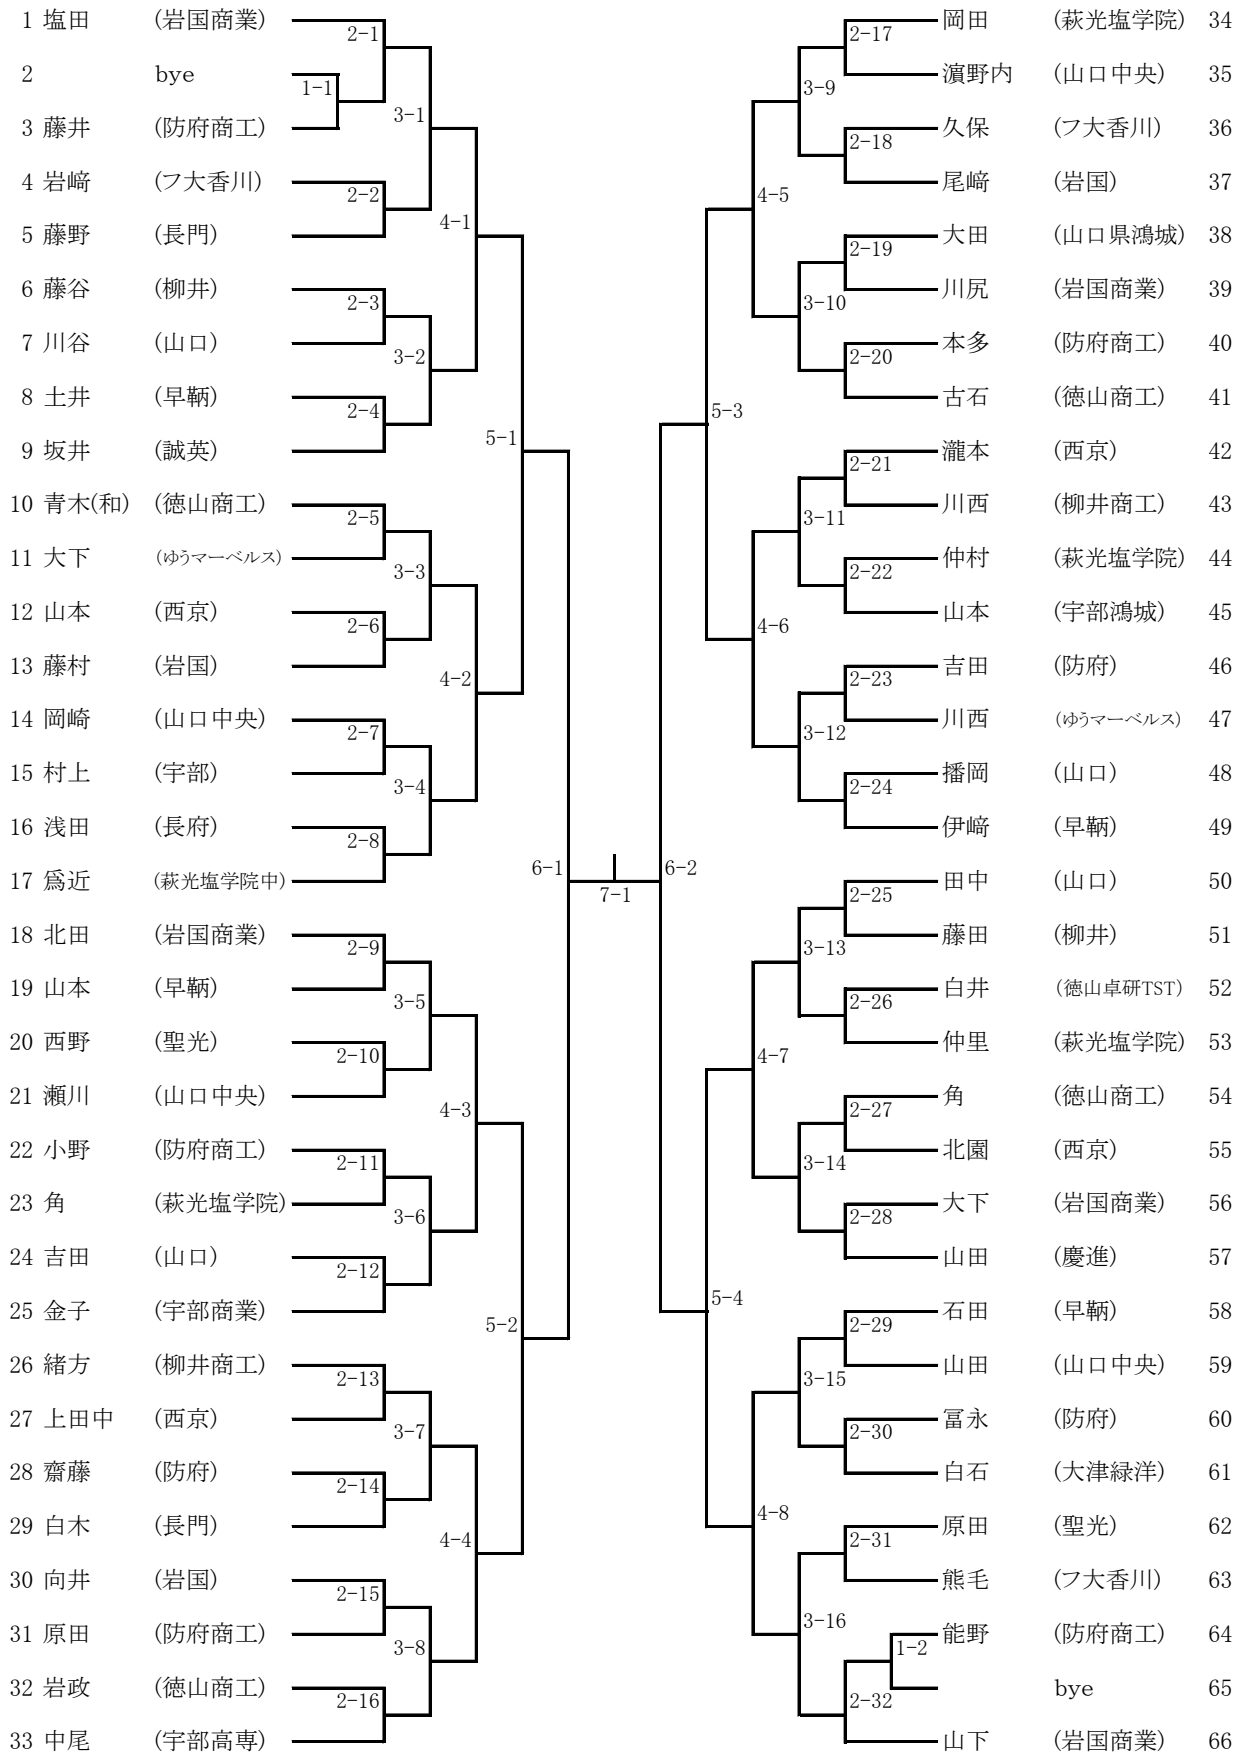 1 塩田 (岩国商業) 2-1 2-17 岡田 (萩光塩学院) 34
2 bye 1-1 3-9 濵野内 (山口中央) 35
3 藤井 (防府商工) 3-1 2-18 久保 (フ大香川) 36
4 岩﨑 (フ大香川) 2-2 4-5 尾﨑 (岩国) 37
5 藤野 (長門) 4-1 2-19 大田 (山口県鴻城) 38
6 藤谷 (柳井) 2-3 3-10 川尻 (岩国商業) 39
7 川谷 (山口) 3-2 2-20 本多 (防府商工) 40
8 土井 (早鞆) 2-4 5-3 古石 (徳山商工) 41
9 坂井 (誠英) 5-1 2-21 瀧本 (西京) 42
10 青木(和) (徳山商工) 2-5 3-11 川西 (柳井商工) 43
11 大下 (ゆうマーベルス) 3-3 2-22 仲村 (萩光塩学院) 44
12 山本 (西京) 2-6 4-6 山本 (宇部鴻城) 45
13 藤村 (岩国) 4-2 2-23 吉田 (防府) 46
14 岡崎 (山口中央) 2-7 3-12 川西 (ゆうマーベルス) 47
15 村上 (宇部) 3-4 2-24 播岡 (山口) 48
16 浅田 (長府) 2-8 伊﨑 (早鞆) 49
17 爲近 (萩光塩学院中) 6-1 7-1 6-2 2-25 田中 (山口) 50
18 北田 (岩国商業) 2-9 3-13 藤田 (柳井) 51
19 山本 (早鞆) 3-5 2-26 白井 (徳山卓研TST) 52
20 西野 (聖光) 2-10 4-7 仲里 (萩光塩学院) 53
21 瀬川 (山口中央) 4-3 2-27 角 (徳山商工) 54
22 小野 (防府商工) 2-11 3-14 北園 (西京) 55
23 角 (萩光塩学院) 3-6 2-28 大下 (岩国商業) 56
24 吉田 (山口) 2-12 5-4 山田 (慶進) 57
25 金子 (宇部商業) 5-2 2-29 石田 (早鞆) 58
26 緒方 (柳井商工) 2-13 3-15 山田 (山口中央) 59
27 上田中 (西京) 3-7 2-30 冨永 (防府) 60
28 齋藤 (防府) 2-14 4-8 白石 (大津緑洋) 61
29 白木 (長門) 4-4 2-31 原田 (聖光) 62
30 向井 (岩国) 2-15 3-16 熊毛 (フ大香川) 63
31 原田 (防府商工) 3-8 1-2 能野 (防府商工) 64
32 岩政 (徳山商工) 2-16 2-32 bye 65
33 中尾 (宇部高専) 山下 (岩国商業) 66